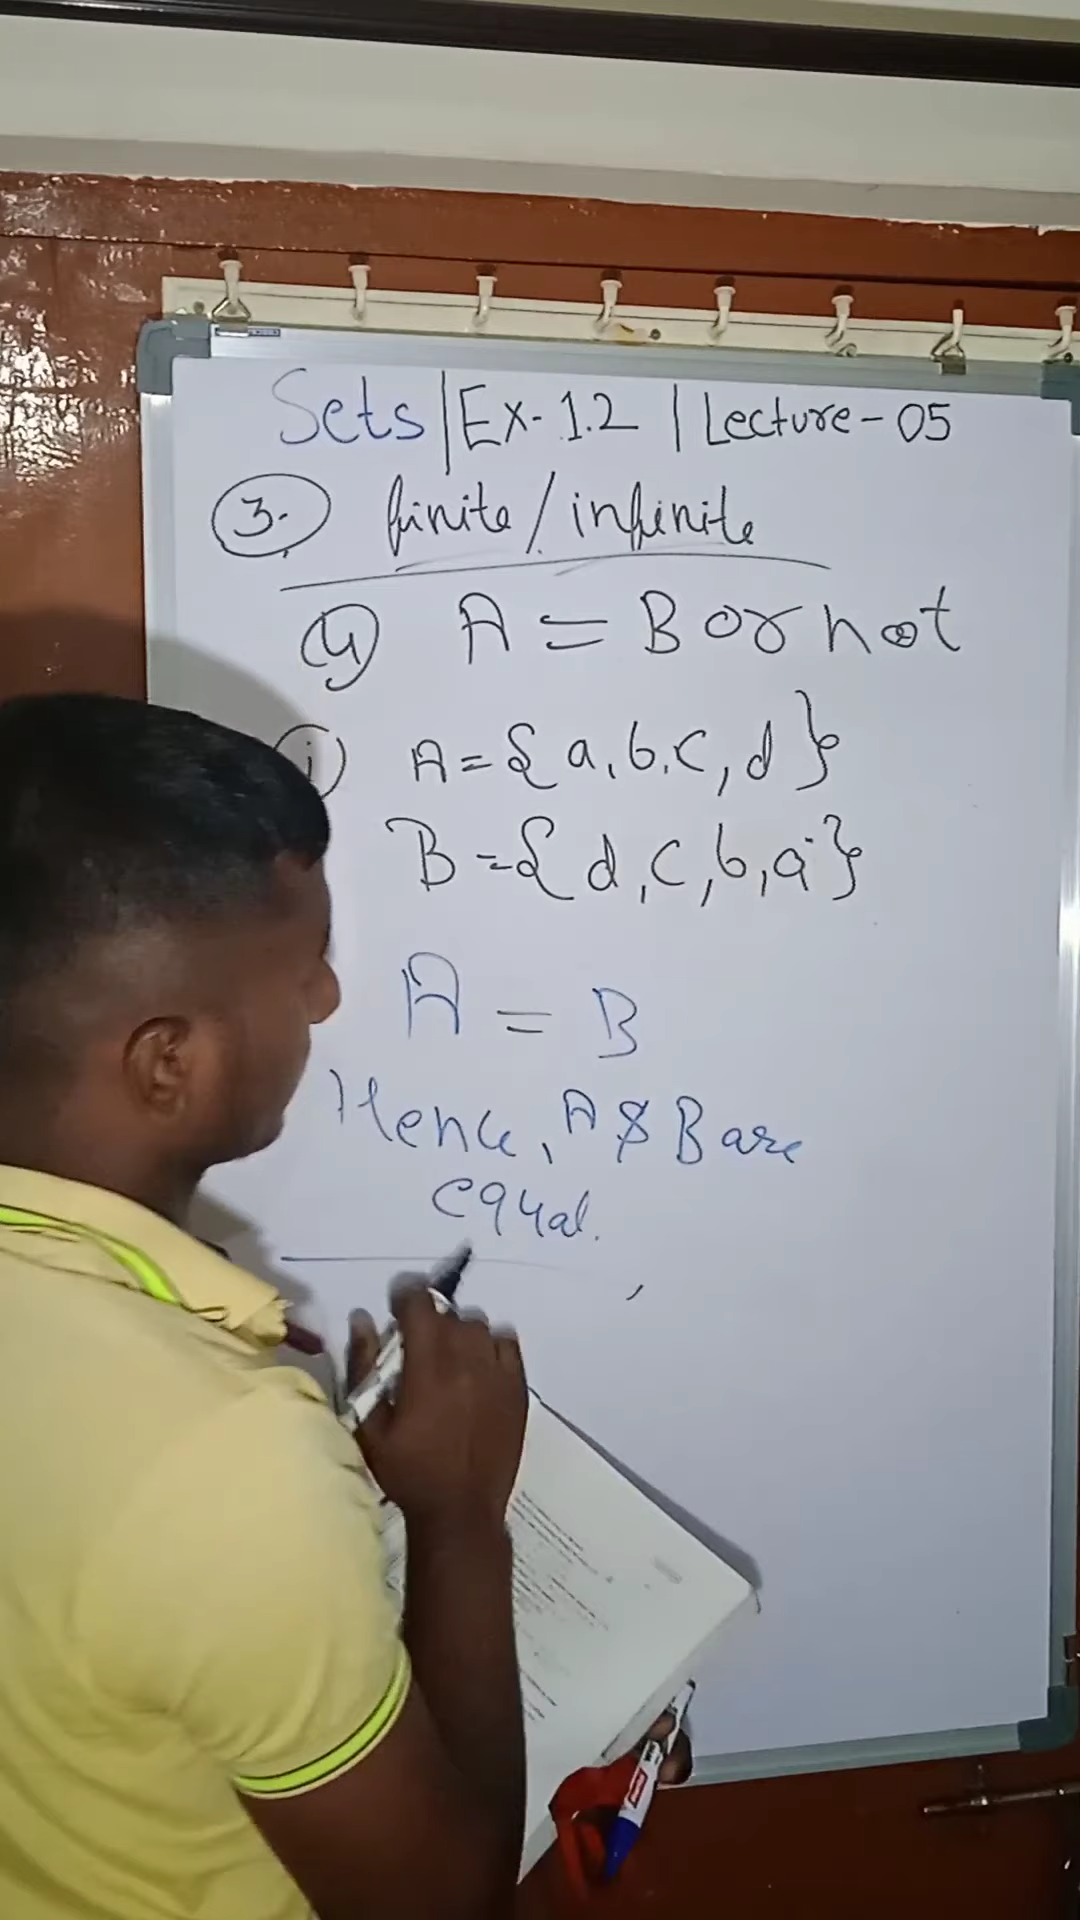 Sets | Ex-1.2 | Lecture-05
3. finite / infinite
4 A = B or not
i) A = { a, b, c, d }
B = { d, c, b, a }
A = B
Hence, A & B are
equal.